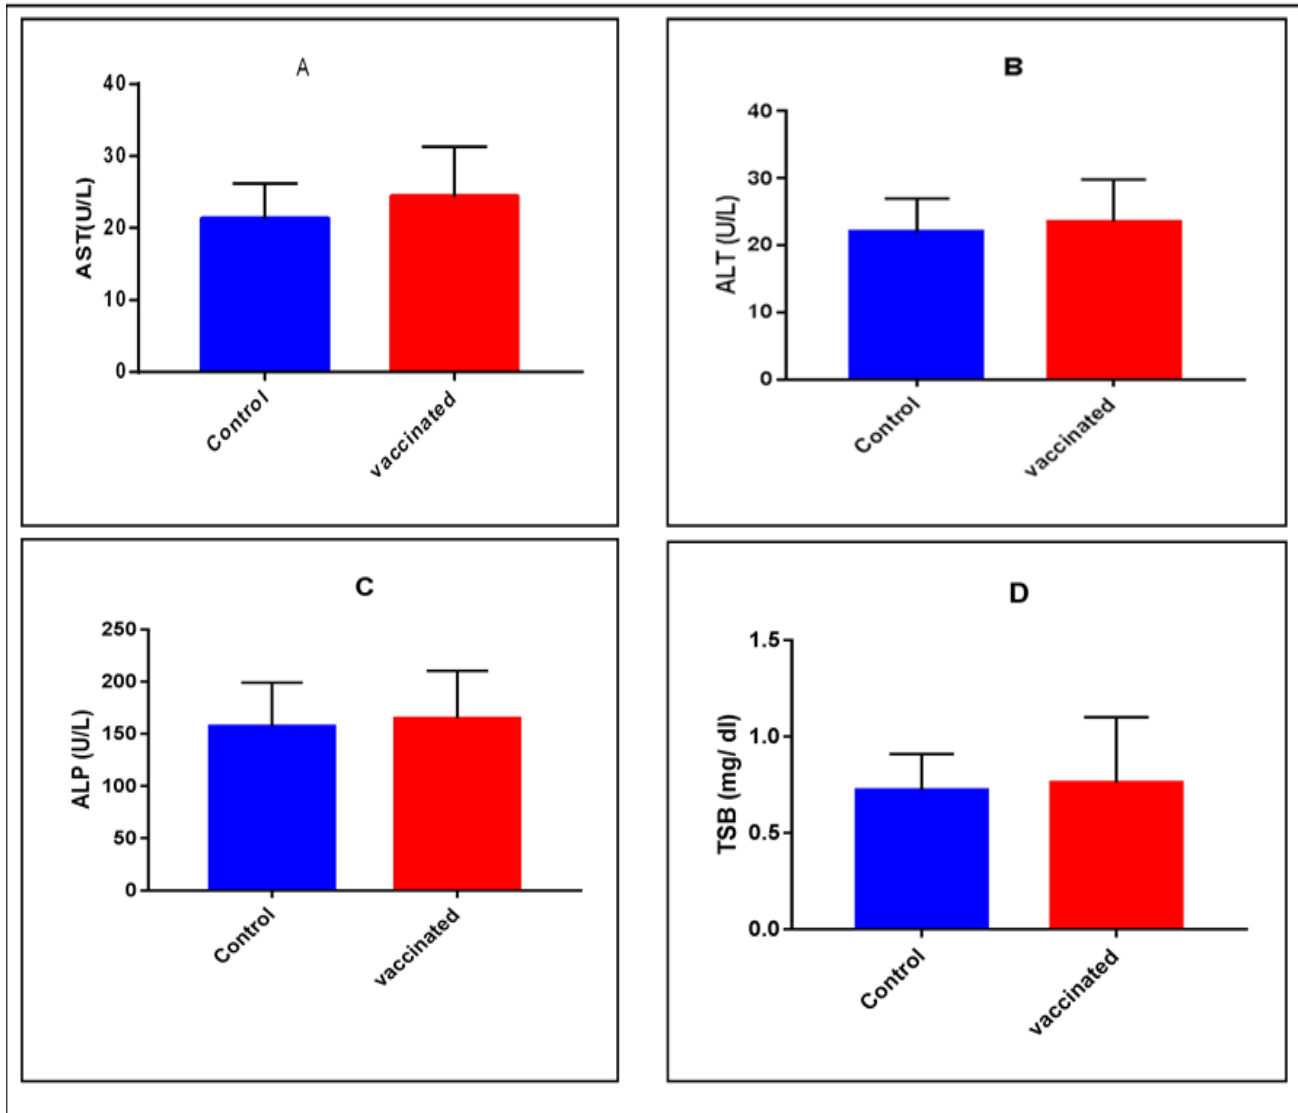 A
AST(U/L)
40
30
20
10
0
Control
vaccinated
B
ALT (U/L)
40
30
20
10
0
Control
vaccinated
C
ALP (U/L)
250
200
150
100
50
0
Control
vaccinated
D
TSB (mg/ dl)
1.5
1.0
0.5
0.0
Control
vaccinated